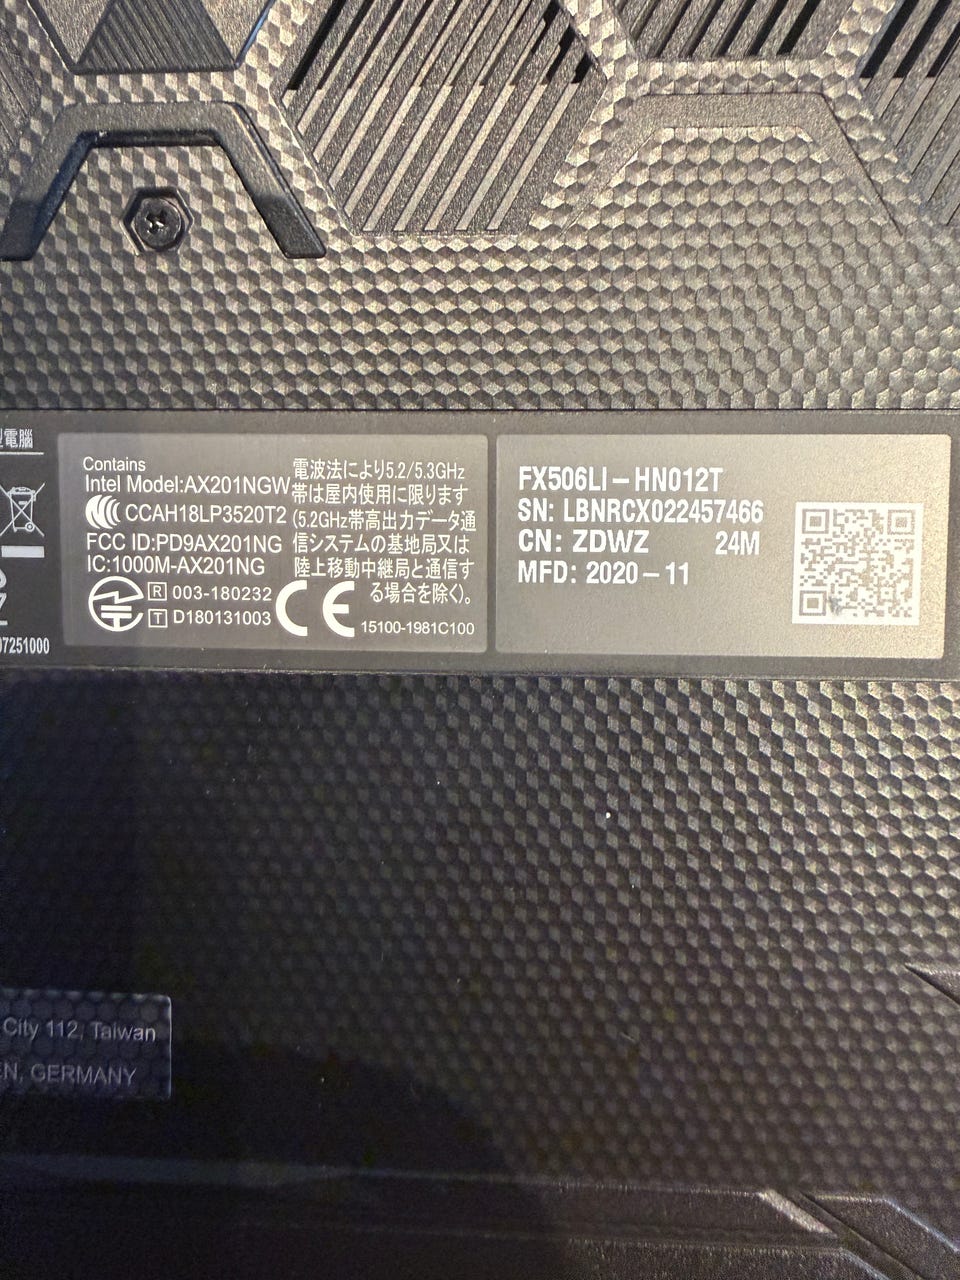 型電腦
07251000
Contains
Intel Model:AX201NGW
CCAH18LP3520T2
FCC ID:PD9AX201NG
IC:1000M-AX201NG
R 003-180232
T D180131003
電波法により5.2/5.3GHz
帯は屋内使用に限ります
(5.2GHz帯高出力データ通
信システムの基地局又は
陸上移動中継局と通信す
る場合を除く)。
CE
15100-1981C100
FX506LI-HN012T
SN: LBNRCX022457466
CN: ZDWZ 24M
MFD: 2020-11
City 112, Taiwan
EN, GERMANY